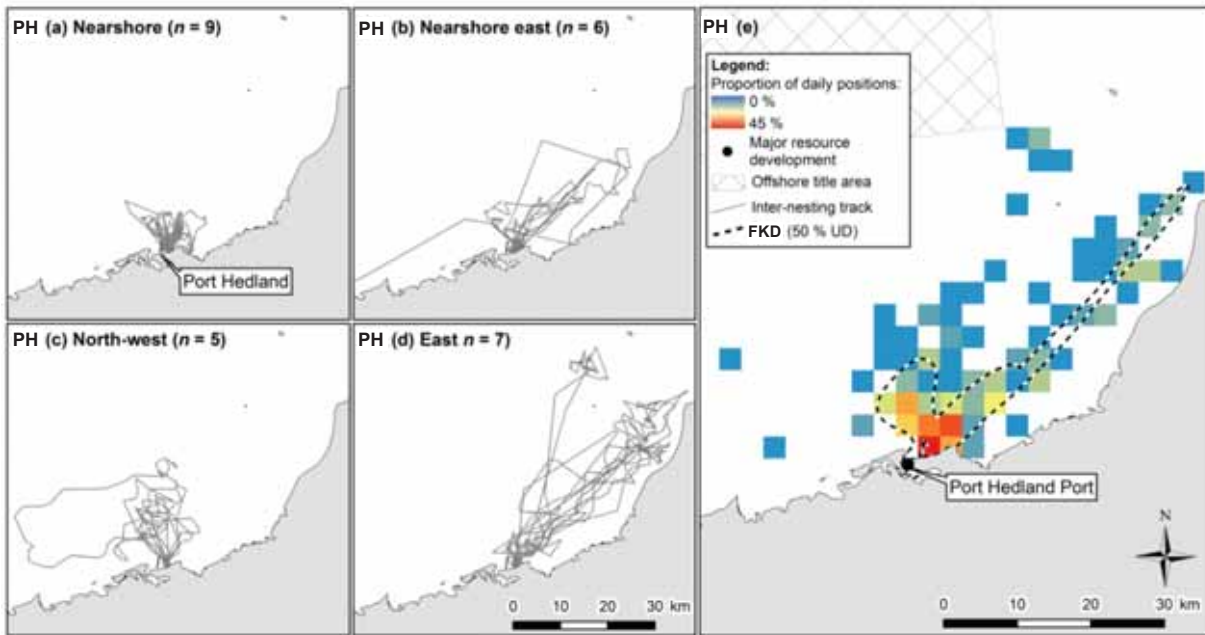 PH (a) Nearshore (n = 9)
Port Hedland
PH (b) Nearshore east (n = 6)
PH (c) North-west (n = 5)
PH (d) East n = 7)
0 10 20 30 km
PH (e)
Legend:
Proportion of daily positions:
0 %
45 %
Major resource
development
Offshore title area
Inter-nesting track
FKD (50 % UD)
Port Hedland Port
N
0 10 20 30 km